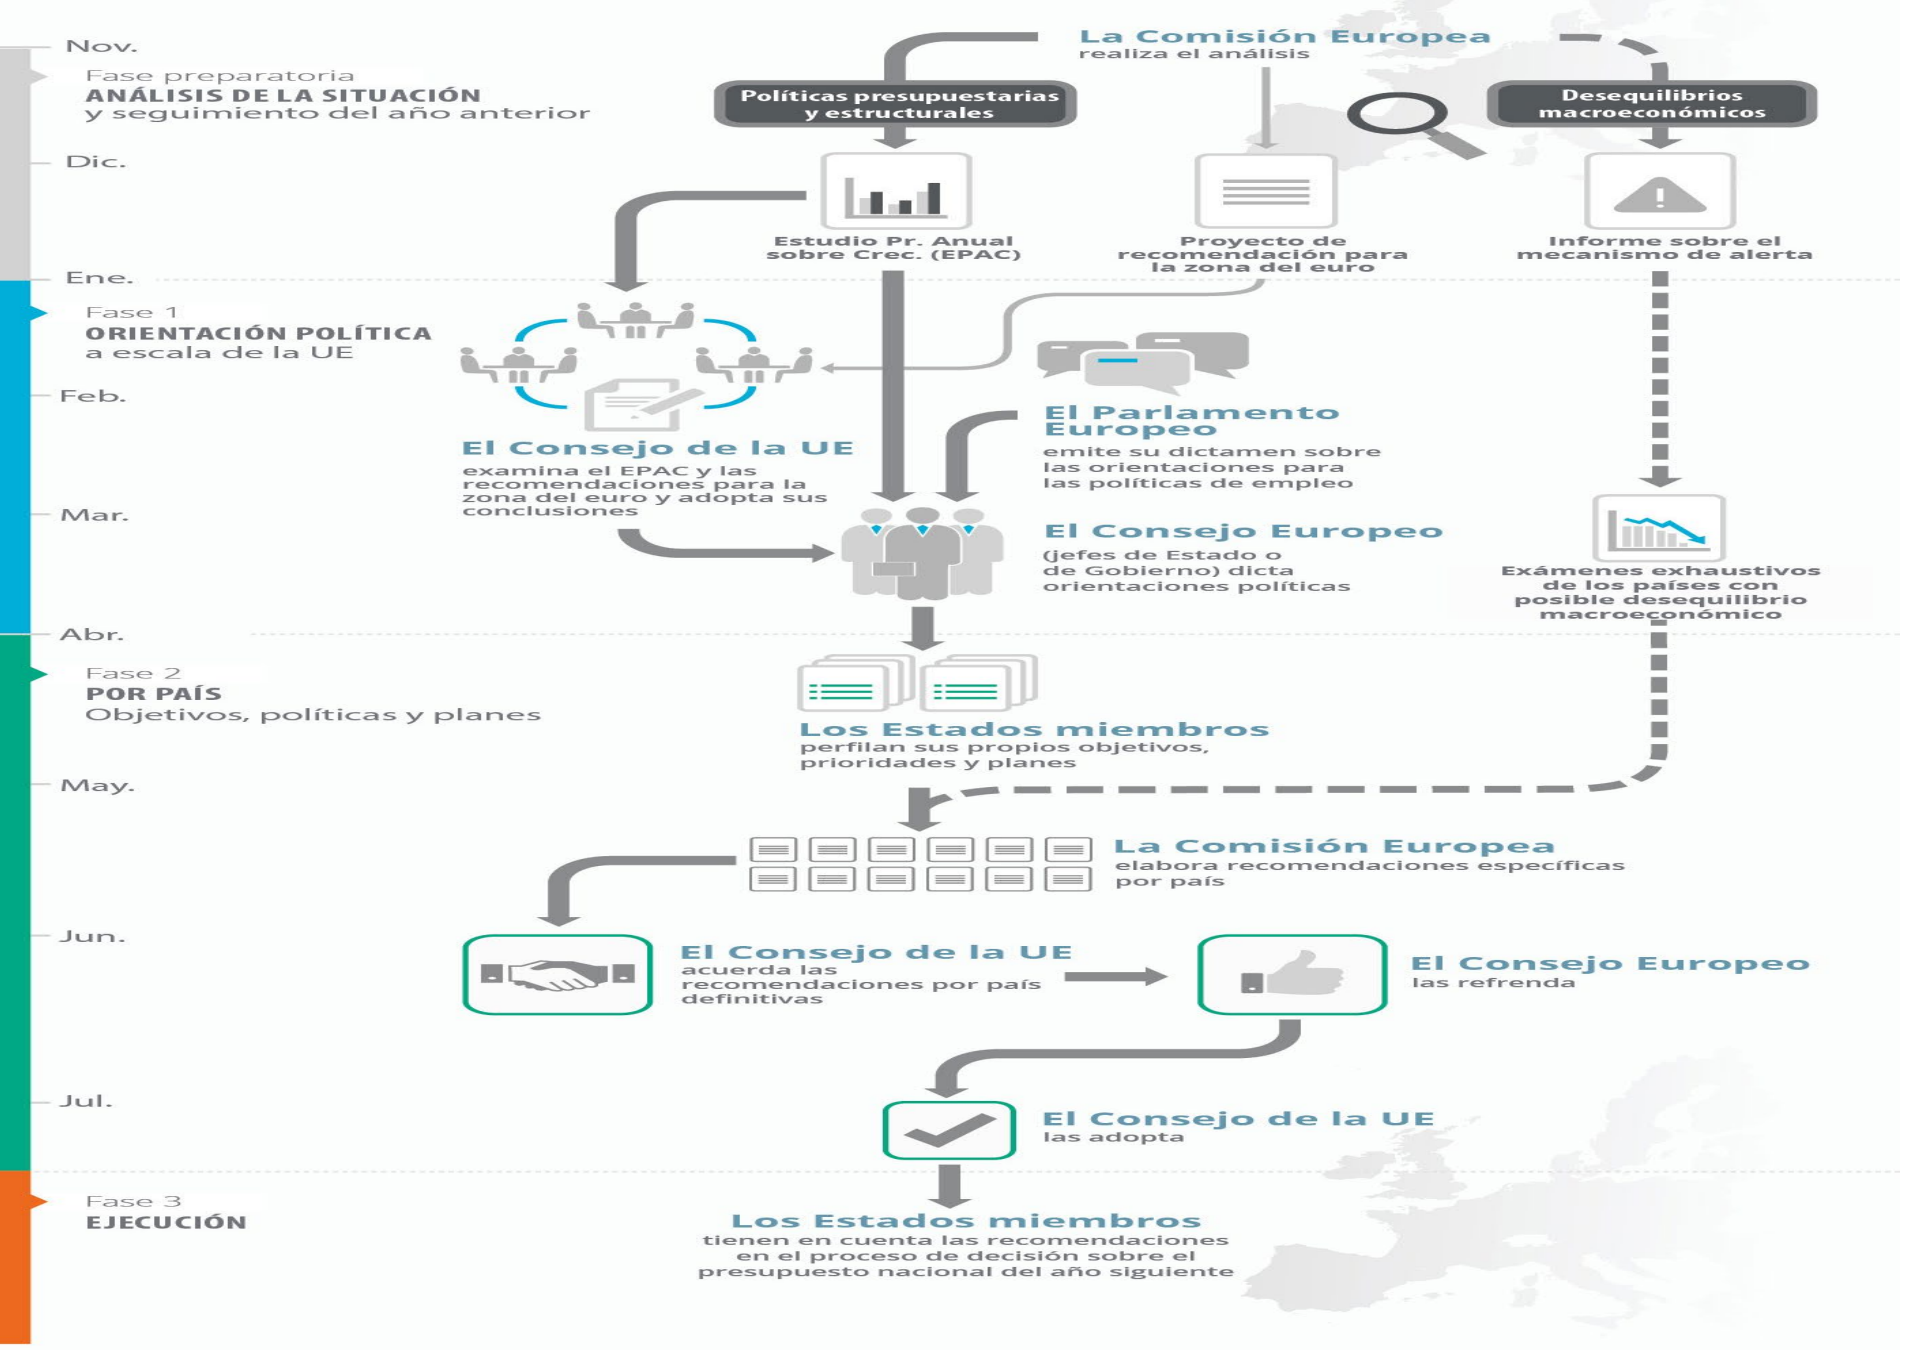 Nov.
Fase preparatoria
ANÁLISIS DE LA SITUACIÓN
y seguimiento del año anterior
La Comisión Europea
realiza el análisis
Políticas presupuestarias
y estructurales
Desequilibrios
macroeconómicos
Dic.
Estudio Pr. Anual
sobre Crec. (EPAC)
Proyecto de
recomendación para
la zona del euro
Informe sobre el
mecanismo de alerta
Ene.
Fase 1
ORIENTACIÓN POLÍTICA
a escala de la UE
Feb.
El Consejo de la UE
examina el EPAC y las
recomendaciones para la
zona del euro y adopta sus
conclusiones
El Parlamento
Europeo
emite su dictamen sobre
las orientaciones para
las políticas de empleo
Mar.
El Consejo Europeo
(jefes de Estado o
de Gobierno) dicta
orientaciones políticas
Exámenes exhaustivos
de los países con
posible desequilibrio
macroeconómico
Abr.
Fase 2
POR PAÍS
Objetivos, políticas y planes
Los Estados miembros
perfilan sus propios objetivos,
prioridades y planes
May.
La Comisión Europea
elabora recomendaciones específicas
por país
Jun.
El Consejo de la UE
acuerda las
recomendaciones por país
definitivas
El Consejo Europeo
las refrenda
Jul.
El Consejo de la UE
las adopta
Fase 3
EJECUCIÓN
Los Estados miembros
tienen en cuenta las recomendaciones
en el proceso de decisión sobre el
presupuesto nacional del año siguiente